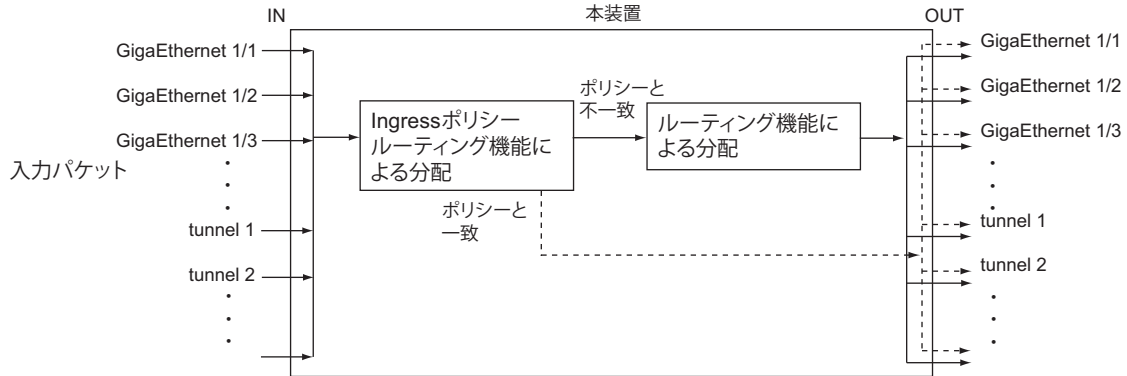 IN
本装置
OUT
GigaEthernet 1/1
GigaEthernet 1/2
GigaEthernet 1/3
入力パケット
tunnel 1
tunnel 2
Ingressポリシー
ルーティング機能に
よる分配
ポリシーと
不一致
ルーティング機能に
よる分配
ポリシーと
一致
GigaEthernet 1/1
GigaEthernet 1/2
GigaEthernet 1/3
tunnel 1
tunnel 2